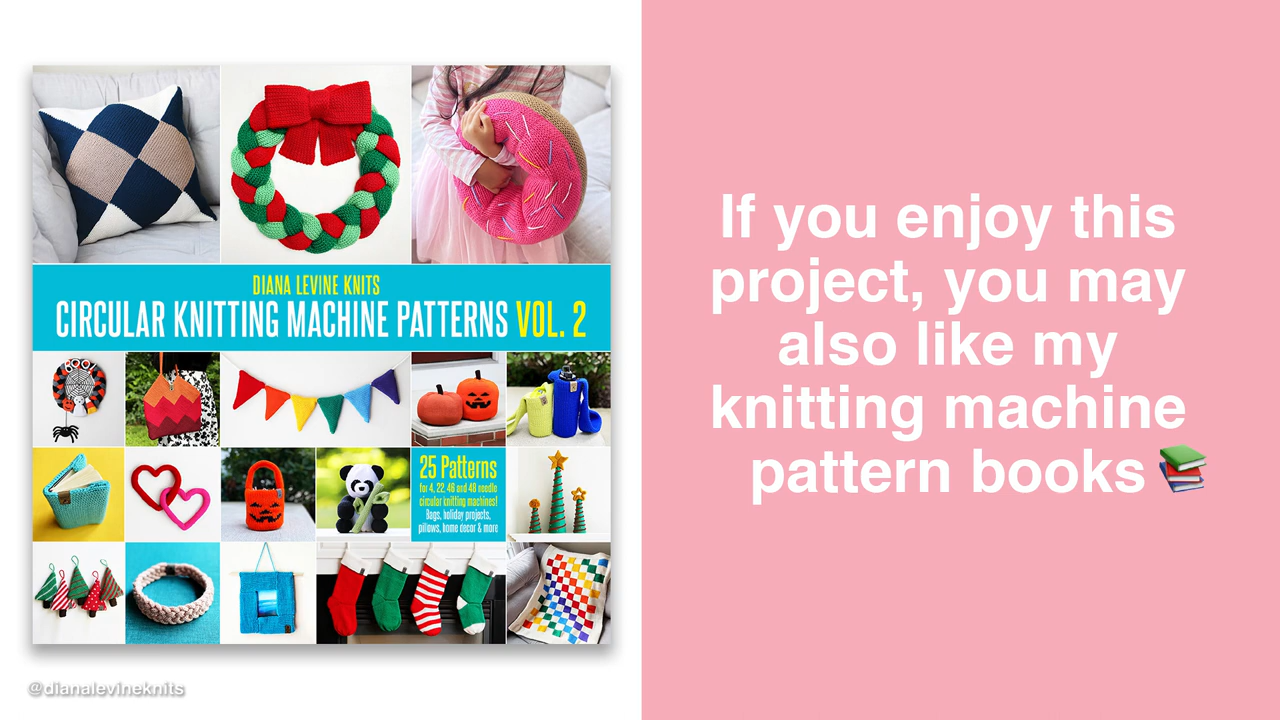 DIANA LEVINE KNITS
CIRCULAR KNITTING MACHINE PATTERNS VOL. 2
25 Patterns
for 4, 22, 46 and 48 needle
circular knitting machines!
Bags, holiday projects,
pillows, home decor & more
@dianalevineknits
If you enjoy this
project, you may
also like my
knitting machine
pattern books 📚